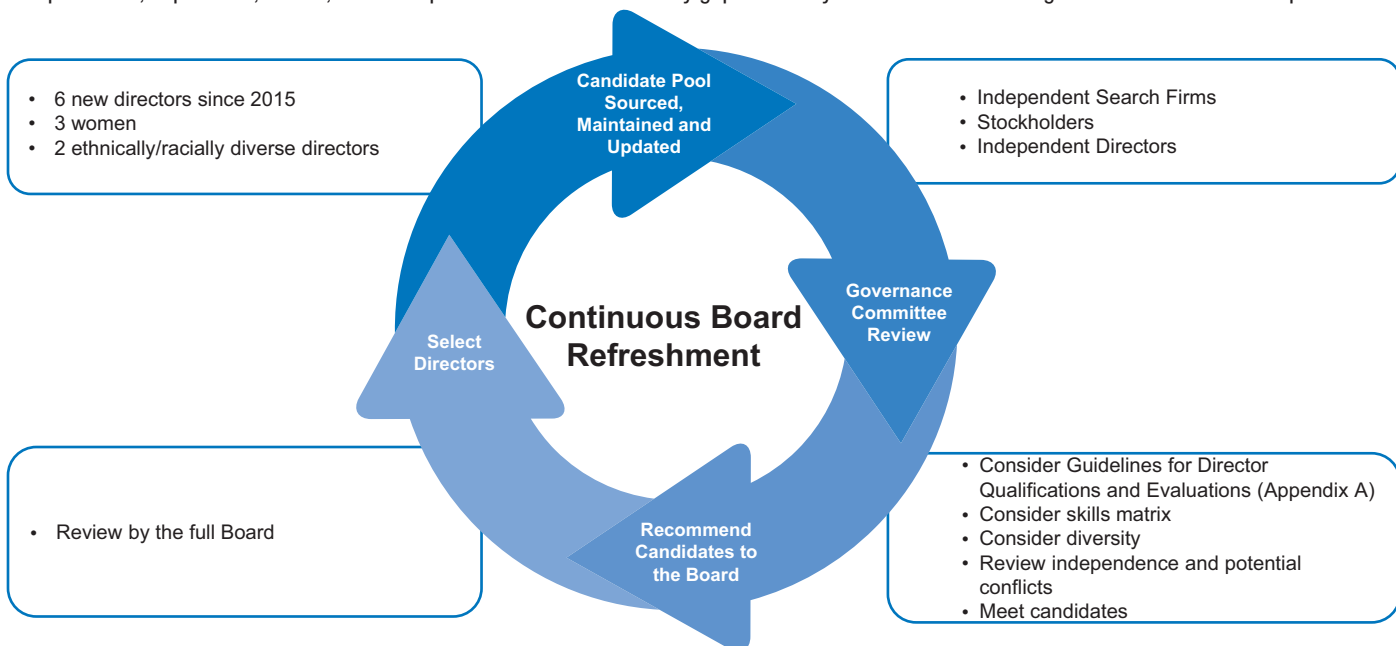 • 6 new directors since 2015
• 3 women
• 2 ethnically/racially diverse directors
Candidate Pool
Sourced,
Maintained and
Updated
• Independent Search Firms
• Stockholders
• Independent Directors
Continuous Board
Refreshment
Governance
Committee
Review
Select
Directors
• Review by the full Board
Recommend
Candidates to
the Board
• Consider Guidelines for Director
Qualifications and Evaluations (Appendix A)
• Consider skills matrix
• Consider diversity
• Review independence and potential
conflicts
• Meet candidates